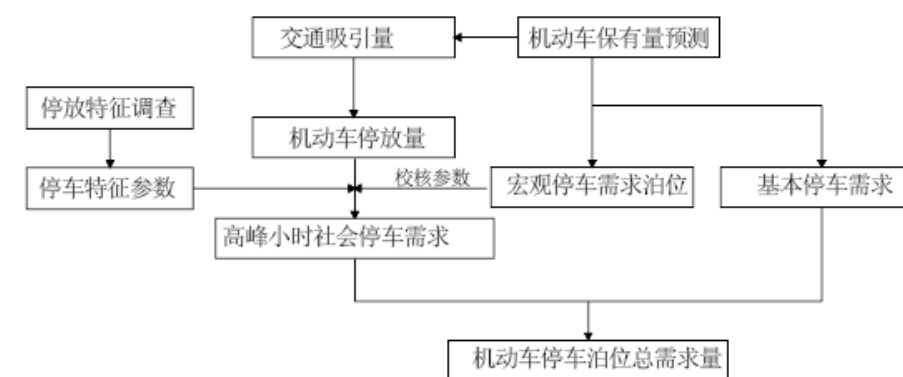 交通吸引量
机动车保有量预测
停放特征调查
机动车停放量
停车特征参数
校核参数
宏观停车需求泊位
基本停车需求
高峰小时社会停车需求
机动车停车泊位总需求量